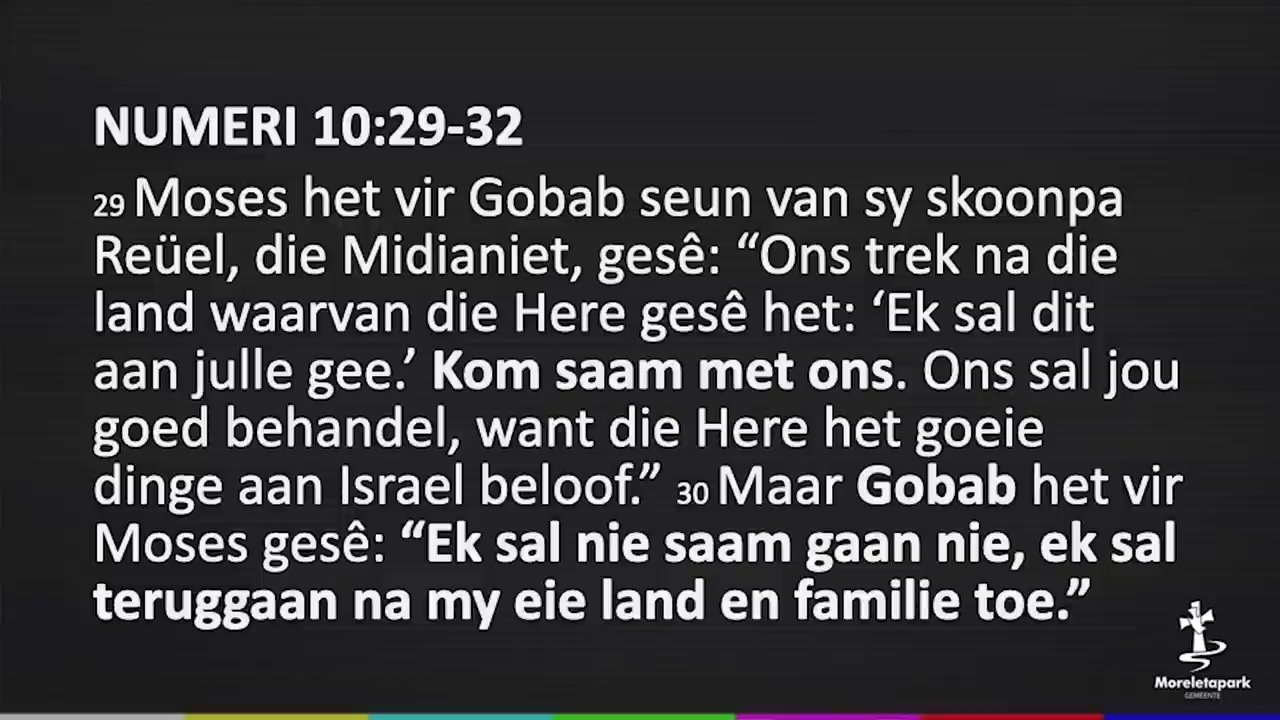 NUMERI 10:29-32
29 Moses het vir Gobab seun van sy skoonpa
Reüel, die Midianiet, gesê: “Ons trek na die
land waarvan die Here gesê het: ‘Ek sal dit
aan julle gee.’ Kom saam met ons. Ons sal jou
goed behandel, want die Here het goeie
dinge aan Israel beloof.” 30 Maar Gobab het vir
Moses gesê: “Ek sal nie saam gaan nie, ek sal
teruggaan na my eie land en familie toe.”
Moreletapark
GEMEENTE